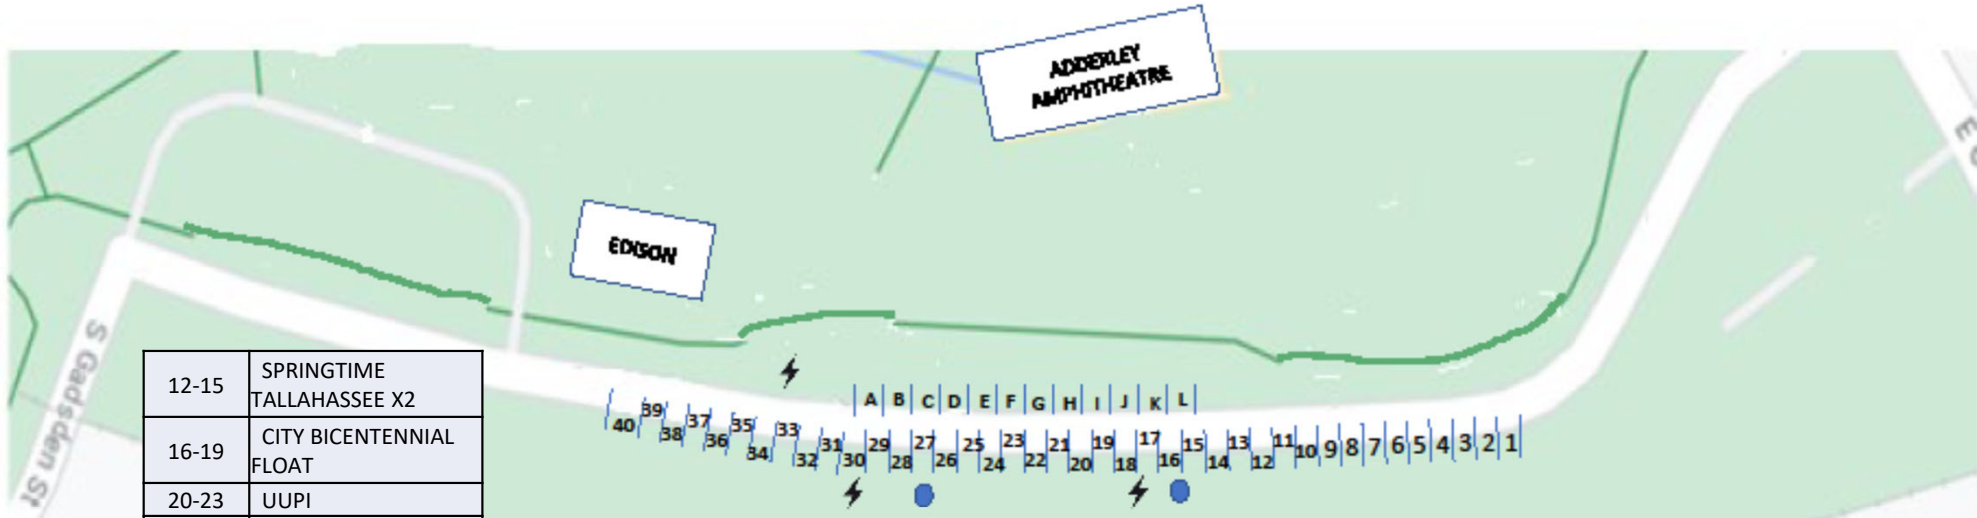 ADDERLEY
AMPHITHEATRE
EDISON
S Gadsden St
12-15 SPRINGTIME
TALLAHASSEE X2
16-19 CITY BICENTENNIAL
FLOAT
20-23 UUPI
A B C D E F G H I J K L
40 39 38 37 36 35 34 33 32 31 30 29 28 27 26 25 24 23 22 21 20 19 18 17 16 15 14 13 12 11 10 9 8 7 6 5 4 3 2 1